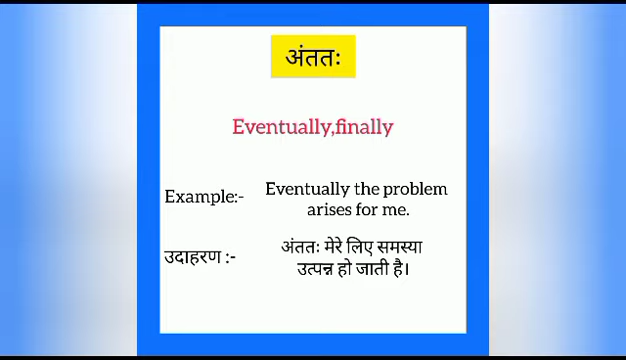 अंततः
Eventually,finally
Example:- Eventually the problem
arises for me.
अंततः मेरे लिए समस्या
उदाहरण :- उत्पन्न हो जाती है।